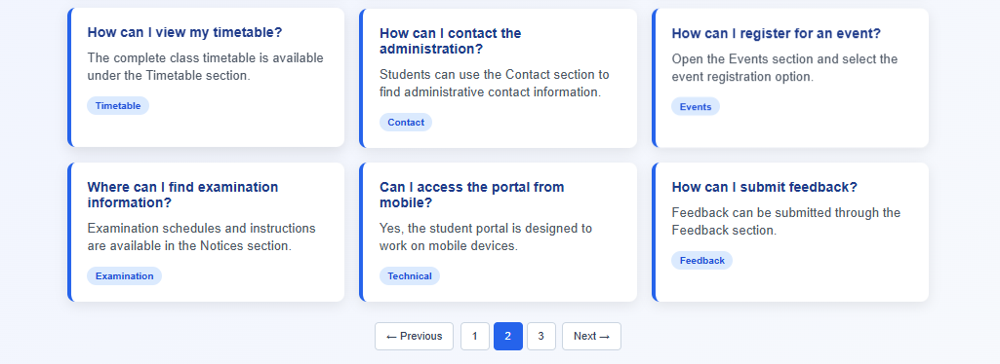 How can I view my timetable?
The complete class timetable is available
under the Timetable section.
Timetable
How can I contact the
administration?
Students can use the Contact section to
find administrative contact information.
Contact
How can I register for an event?
Open the Events section and select the
event registration option.
Events
Where can I find examination
information?
Examination schedules and instructions
are available in the Notices section.
Examination
Can I access the portal from
mobile?
Yes, the student portal is designed to
work on mobile devices.
Technical
How can I submit feedback?
Feedback can be submitted through the
Feedback section.
Feedback
← Previous 1 2 3 Next →